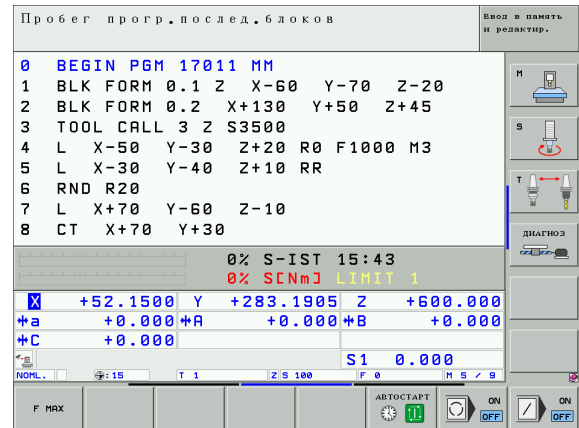 Пробег прогр.послед.блоков
Ввод в память
и редактир.
0 BEGIN PGM 17011 MM
1 BLK FORM 0.1 Z X-60 Y-70 Z-20
2 BLK FORM 0.2 X+130 Y+50 Z+45
3 TOOL CALL 3 Z S3500
4 L X-50 Y-30 Z+20 R0 F1000 M3
5 L X-30 Y-40 Z+10 RR
6 RND R20
7 L X+70 Y-60 Z-10
8 CT X+70 Y+30
M
S
T
ДИАГНОЗ
0% S-IST 15:43
0% S[Nm] LIMIT 1
X +52.1500 Y +283.1905 Z +600.000
*a +0.000 *A +0.000 *B +0.000
*C +0.000
S1 0.000
NOML. :15 T 1 Z S 100 F 0 M 5 / 9
F MAX
АВТОСТАРТ
ON
OFF
ON
OFF